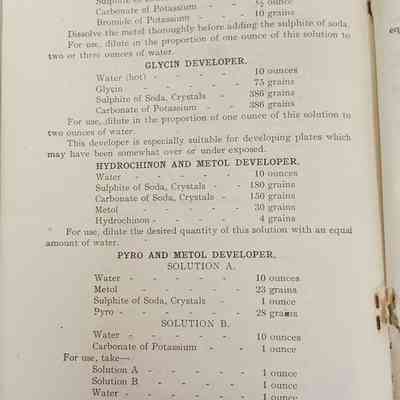 Sulphite of
Carbonate of Potassium - - ½ ounce
Bromide of Potassium - - 10 grains
Dissolve the metol thoroughly before adding the sulphite of soda.
For use, dilute in the proportion of one ounce of this solution to
two or three ounces of water.
GLYCIN DEVELOPER.
Water (hot) - - - - - 10 ounces
Glycin - - - - - 75 grains
Sulphite of Soda, Crystals - - 386 grains
Carbonate of Potassium - - 386 grains
For use, dilute in the proportion of one ounce of this solution to
two ounces of water.
This developer is especially suitable for developing plates which
may have been somewhat over or under exposed.
HYDROCHINON AND METOL DEVELOPER.
Water - - - - - 10 ounces
Sulphite of Soda, Crystals - - 180 grains
Carbonate of Soda, Crystals - 150 grains
Metol - - - - - 30 grains
Hydrochinon - - - - 4 grains
For use, dilute the desired quantity of this solution with an equal
amount of water.
PYRO AND METOL DEVELOPER.
SOLUTION A.
Water - - - - - 10 ounces
Metol - - - - - 23 grains
Sulphite of Soda, Crystals - 1 ounce
Pyro - - - - - 28 grains
SOLUTION B.
Water - - - - - 10 ounces
Carbonate of Potassium - - 1 ounce
For use, take—
Solution A - - - - 1 ounce
Solution B - - - - 1 ounce
Water - - - - - 1 ounce